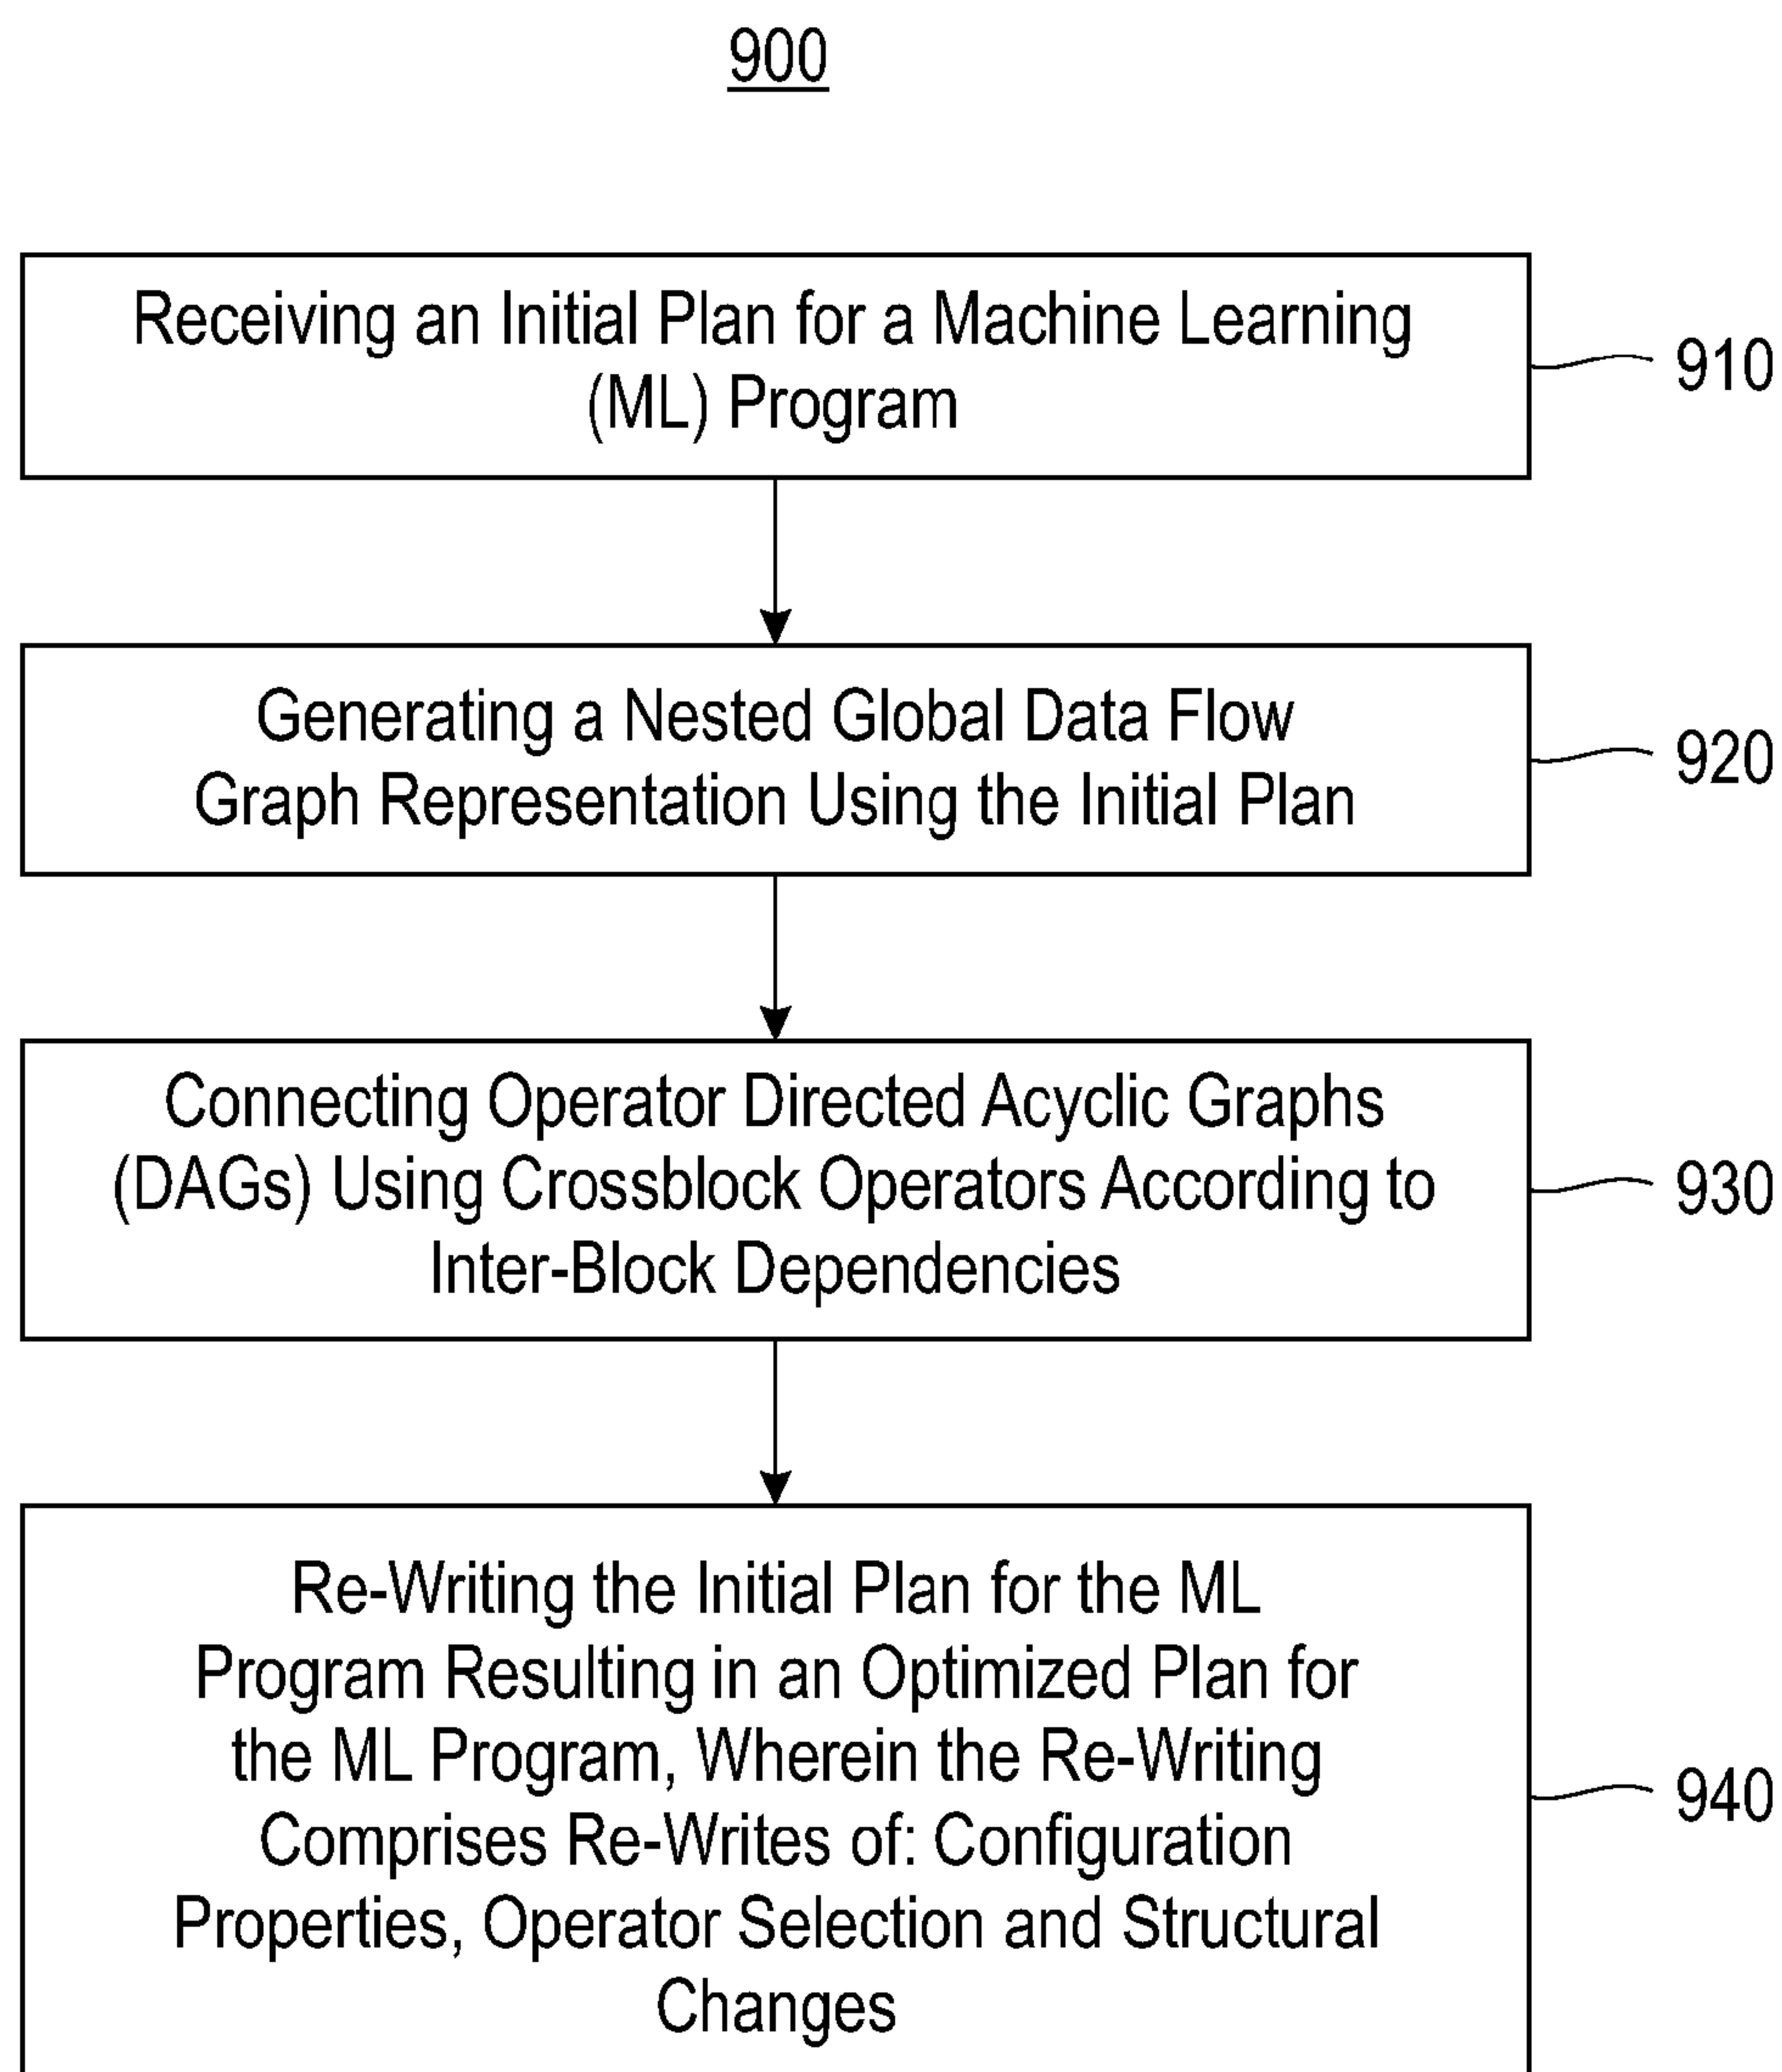 900
Receiving an Initial Plan for a Machine Learning
(ML) Program
910
Generating a Nested Global Data Flow
Graph Representation Using the Initial Plan
920
Connecting Operator Directed Acyclic Graphs
(DAGs) Using Crossblock Operators According to
Inter-Block Dependencies
930
Re-Writing the Initial Plan for the ML
Program Resulting in an Optimized Plan for
the ML Program, Wherein the Re-Writing
Comprises Re-Writes of: Configuration
Properties, Operator Selection and Structural
Changes
940